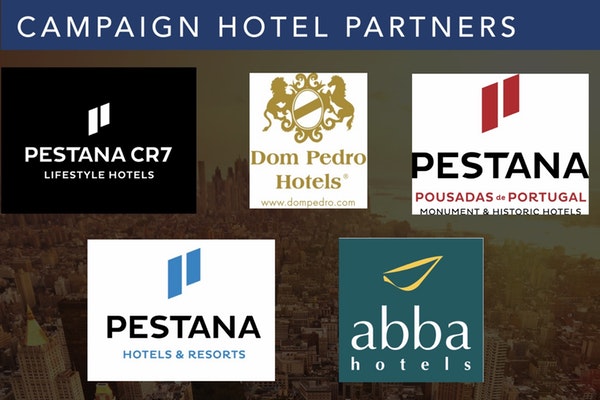 CAMPAIGN HOTEL PARTNERS
PESTANA CR7
LIFESTYLE HOTELS
Dom Pedro
Hotels®
www.dompedro.com
PESTANA
POUSADAS de PORTUGAL
MONUMENT & HISTORIC HOTELS
PESTANA
HOTELS & RESORTS
abba
hotels